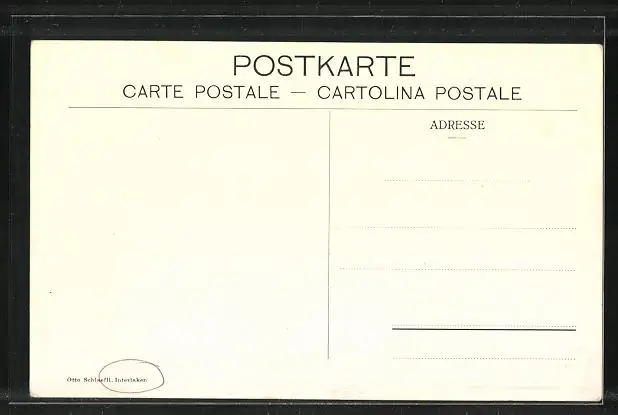 POSTKARTE
CARTE POSTALE — CARTOLINA POSTALE
ADRESSE
Otto Schlaefli, Interlaken